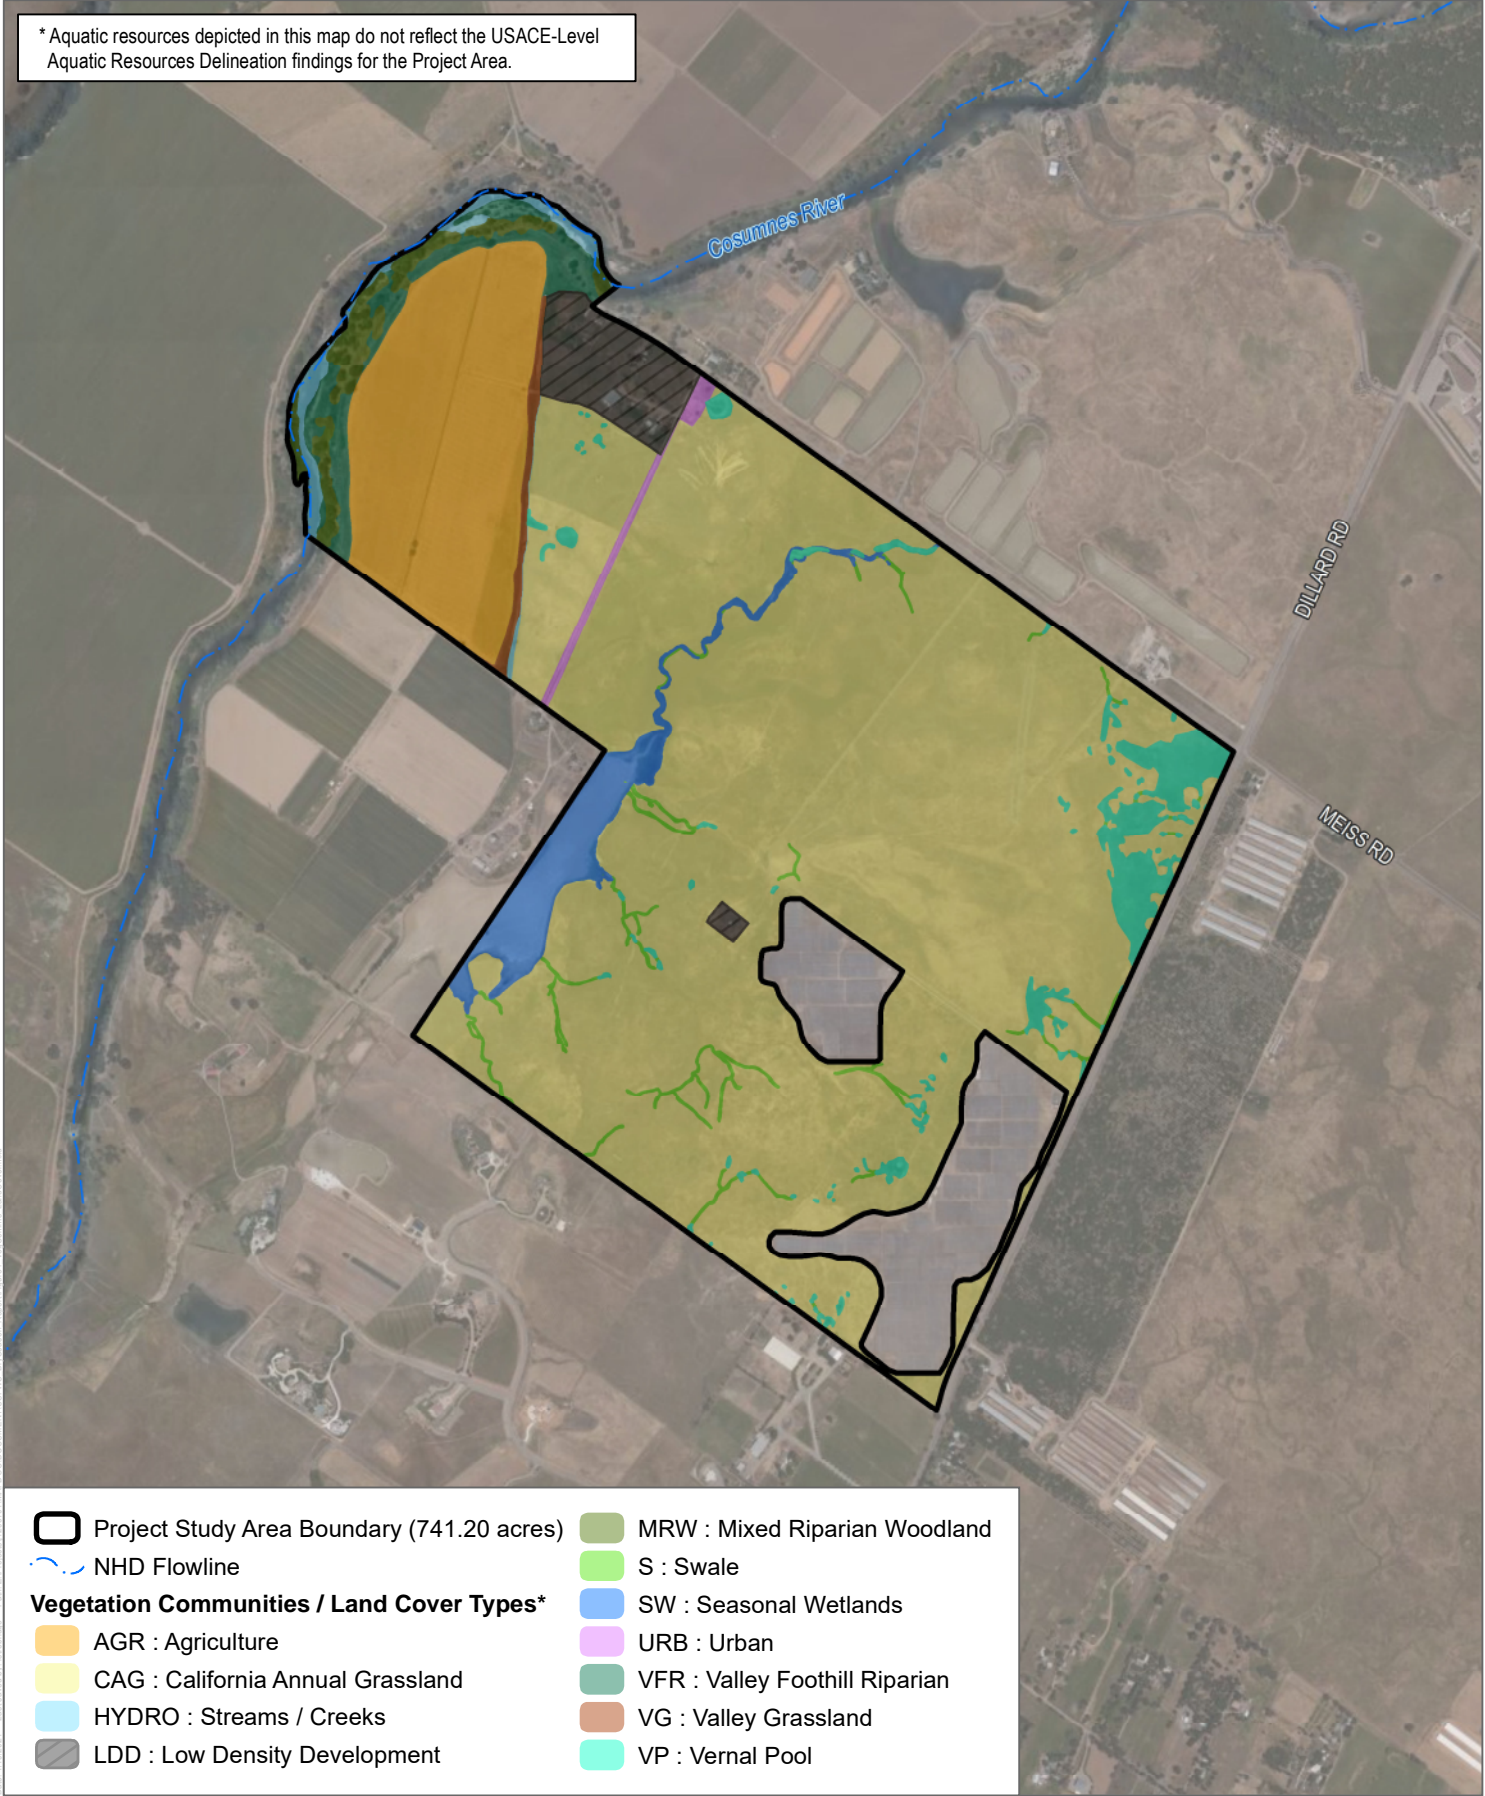 * Aquatic resources depicted in this map do not reflect the USACE-Level
Aquatic Resources Delineation findings for the Project Area.
Cosumnes River
DILLARD RD
MEISS RD
Project Study Area Boundary (741.20 acres)
NHD Flowline
Vegetation Communities / Land Cover Types*
AGR : Agriculture
CAG : California Annual Grassland
HYDRO : Streams / Creeks
LDD : Low Density Development
MRW : Mixed Riparian Woodland
S : Swale
SW : Seasonal Wetlands
URB : Urban
VFR : Valley Foothill Riparian
VG : Valley Grassland
VP : Vernal Pool